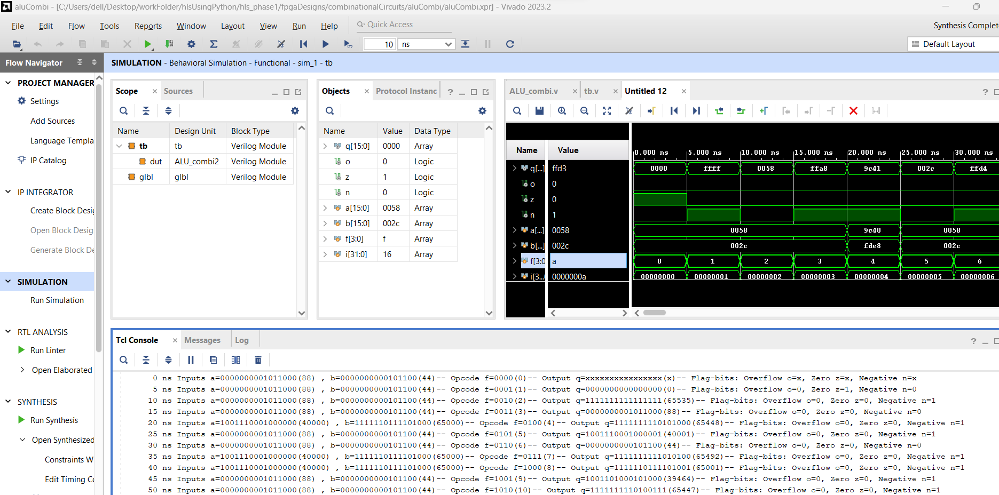 aluCombi - [C:/Users/dell/Desktop/workFolder/hlsUsingPython/hls_phase1/fpgaDesigns/combinationalCircuits/aluCombi/aluCombi.xpr] - Vivado 2023.2
File Edit Flow Tools Reports Window Layout View Run Help Quick Access Synthesis Complet
10 ns Default Layout
Flow Navigator
SIMULATION - Behavioral Simulation - Functional - sim_1 - tb
PROJECT MANAGER
Settings
Add Sources
Language Templa
IP Catalog
IP INTEGRATOR
Create Block Desig
Open Block Desig
Generate Block De
SIMULATION
Run Simulation
RTL ANALYSIS
Run Linter
Open Elaborated
SYNTHESIS
Run Synthesis
Open Synthesized
Constraints W
Edit Timing Co
Scope Sources
Name Design Unit Block Type
tb tb Verilog Module
dut ALU_combi2 Verilog Module
glbl glbl Verilog Module
Objects Protocol Instanc ?
Name Value Data Type
q[15:0] 0000 Array
o 0 Logic
z 1 Logic
n 0 Logic
a[15:0] 0058 Array
b[15:0] 002c Array
f[3:0] f Array
i[31:0] 16 Array
ALU_combi.v tb.v Untitled 12 ?
Name Value
0.000 ns 5.000 ns 10.000 ns 15.000 ns 20.000 ns 25.000 ns 30.000 ns
q[...] ffd3 0000 ffff 0058 ffa8 9c41 002c ffd4
o 0
z 0
n 1
a[...] 0058 0058 9c40 0058
b[...] 002c 002c fde8 002c
f[3:0 a 0 1 2 3 4 5 6
i[3... 0000000a 00000000 00000001 00000002 00000003 00000004 00000005 00000006
Tcl Console Messages Log ?
0 ns Inputs a=0000000001011000(88) , b=0000000000101100(44)-- Opcode f=0000(0)-- Output q=xxxxxxxxxxxxxxxx(x)-- Flag-bits: Overflow o=x, Zero z=x, Negative n=x
5 ns Inputs a=0000000001011000(88) , b=0000000000101100(44)-- Opcode f=0001(1)-- Output q=0000000000000000(0)-- Flag-bits: Overflow o=0, Zero z=1, Negative n=0
10 ns Inputs a=0000000001011000(88) , b=0000000000101100(44)-- Opcode f=0010(2)-- Output q=1111111111111111(65535)-- Flag-bits: Overflow o=0, Zero z=0, Negative n=1
15 ns Inputs a=0000000001011000(88) , b=0000000000101100(44)-- Opcode f=0011(3)-- Output q=0000000001011000(88)-- Flag-bits: Overflow o=0, Zero z=0, Negative n=0
20 ns Inputs a=1001110001000000(40000) , b=1111110111101000(65000)-- Opcode f=0100(4)-- Output q=1111111110101000(65448)-- Flag-bits: Overflow o=0, Zero z=0, Negative n=1
25 ns Inputs a=0000000001011000(88) , b=0000000000101100(44)-- Opcode f=0101(5)-- Output q=1001110001000001(40001)-- Flag-bits: Overflow o=0, Zero z=0, Negative n=1
30 ns Inputs a=0000000001011000(88) , b=0000000000101100(44)-- Opcode f=0110(6)-- Output q=0000000000101100(44)-- Flag-bits: Overflow o=0, Zero z=0, Negative n=0
35 ns Inputs a=1001110001000000(40000) , b=1111110111101000(65000)-- Opcode f=0111(7)-- Output q=1111111111010100(65492)-- Flag-bits: Overflow o=0, Zero z=0, Negative n=1
40 ns Inputs a=1001110001000000(40000) , b=1111110111101000(65000)-- Opcode f=1000(8)-- Output q=1111110111101001(65001)-- Flag-bits: Overflow o=0, Zero z=0, Negative n=1
45 ns Inputs a=0000000001011000(88) , b=0000000000101100(44)-- Opcode f=1001(9)-- Output q=1001101000101000(39464)-- Flag-bits: Overflow o=0, Zero z=0, Negative n=1
50 ns Inputs a=0000000001011000(88) , b=0000000000101100(44)-- Opcode f=1010(10)-- Output q=1111111110100111(65447)-- Flag-bits: Overflow o=0, Zero z=0, Negative n=1